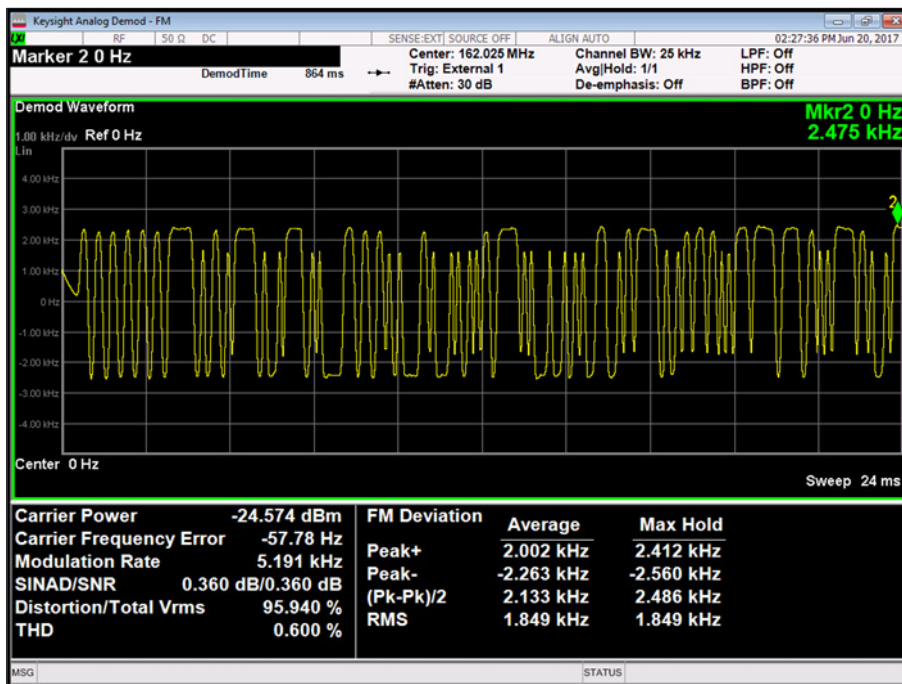 Keysight Analog Demod - FM
LXI RF 50 Ω DC SENSE:EXT SOURCE OFF ALIGN AUTO 02:27:36 PM Jun 20, 2017
Marker 2 0 Hz
DemodTime 864 ms
Center: 162.025 MHz Channel BW: 25 kHz LPF: Off
Trig: External 1 Avg|Hold: 1/1 HPF: Off
#Atten: 30 dB De-emphasis: Off BPF: Off
Demod Waveform
Mkr2 0 Hz
2.475 kHz
1.00 kHz/dv Ref 0 Hz
Lin
4.00 kHz
3.00 kHz
2
2.00 kHz
1.00 kHz
0 Hz
-1.00 kHz
-2.00 kHz
-3.00 kHz
-4.00 kHz
Center 0 Hz
Sweep 24 ms
Carrier Power -24.574 dBm
Carrier Frequency Error -57.78 Hz
Modulation Rate 5.191 kHz
SINAD/SNR 0.360 dB/0.360 dB
Distortion/Total Vrms 95.940 %
THD 0.600 %
FM Deviation Average Max Hold
Peak+ 2.002 kHz 2.412 kHz
Peak- -2.263 kHz -2.560 kHz
(Pk-Pk)/2 2.133 kHz 2.486 kHz
RMS 1.849 kHz 1.849 kHz
MSG STATUS